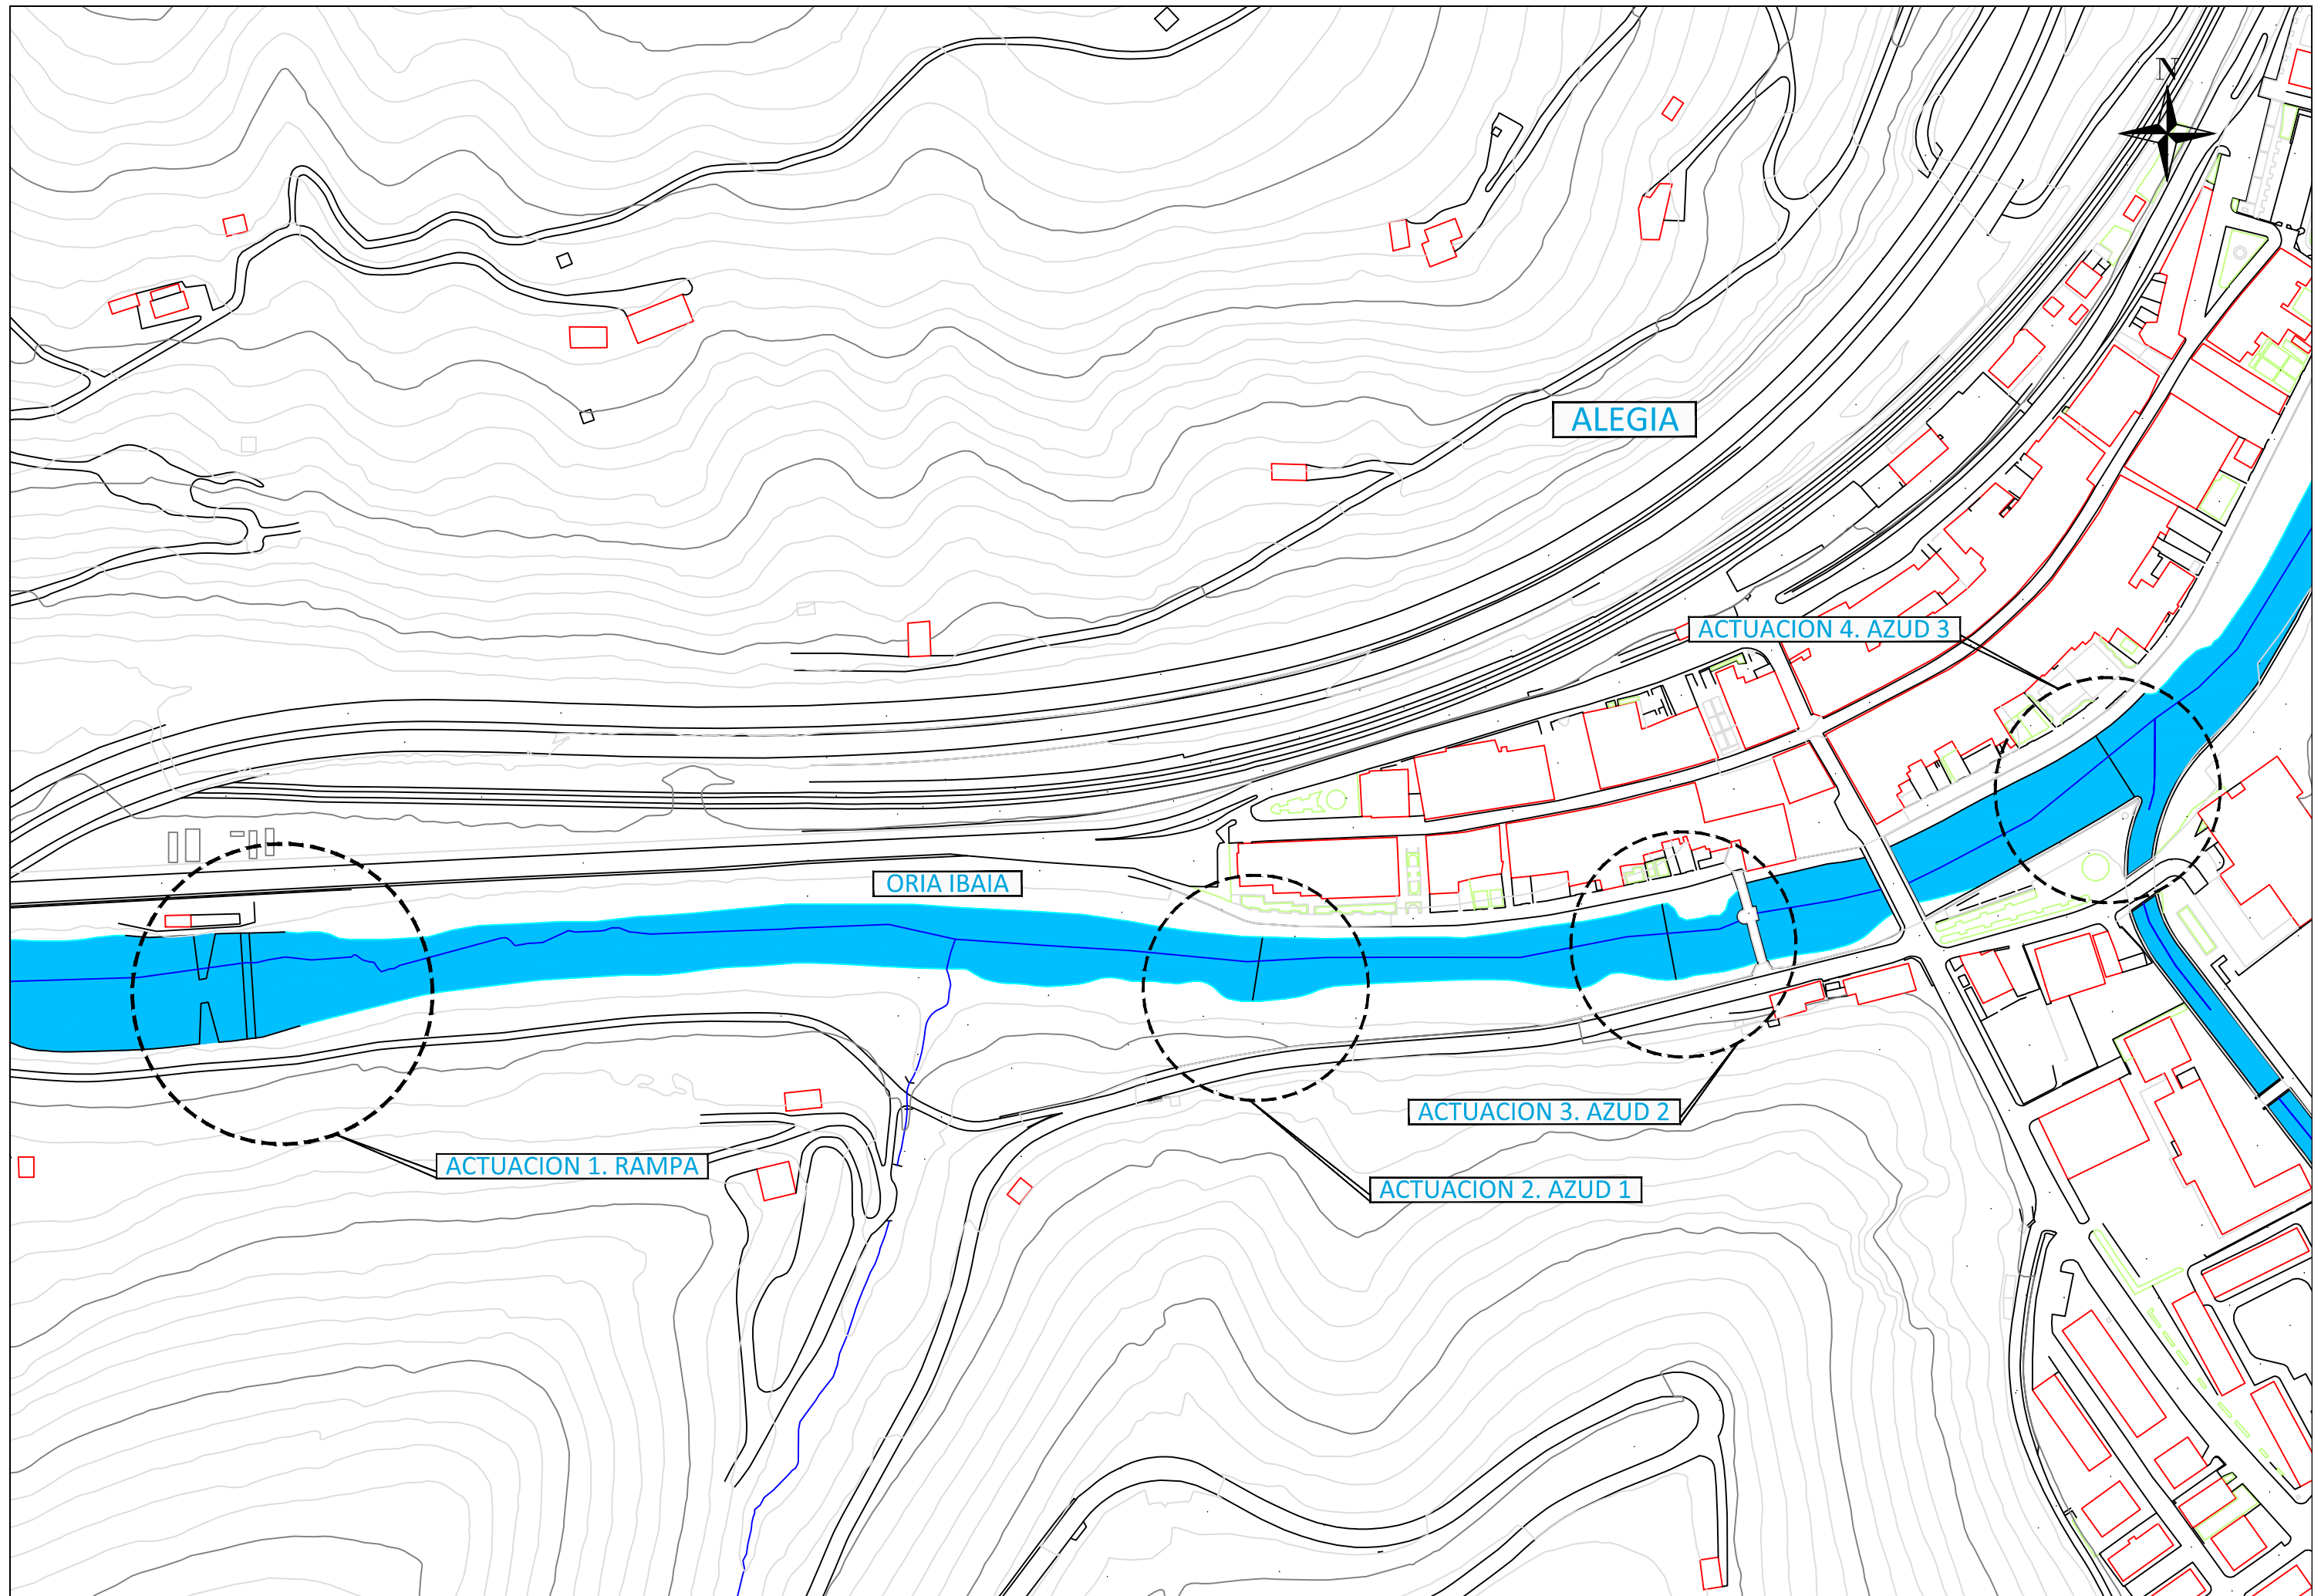 N
ALEGIA
ACTUACION 4. AZUD 3
ORIA IBAIA
ACTUACION 3. AZUD 2
ACTUACION 1. RAMPA
ACTUACION 2. AZUD 1